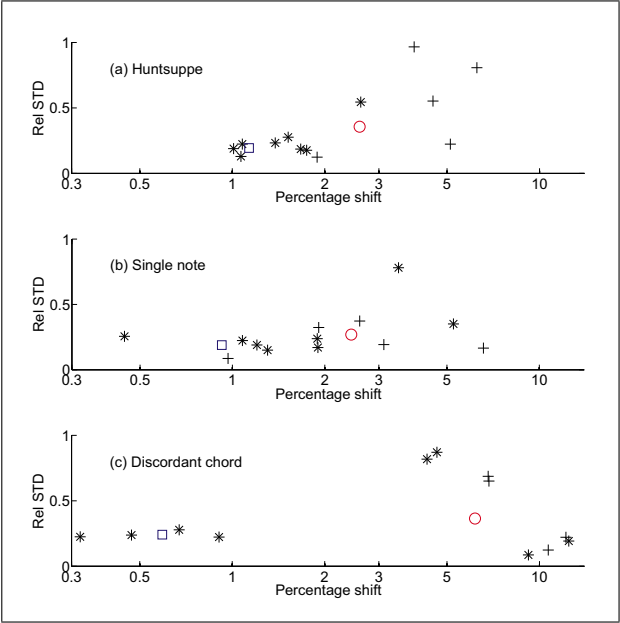 1
(a) Huntsuppe
Rel STD
0.5
0
0.3 0.5 1 2 3 5 10
Percentage shift
1
(b) Single note
Rel STD
0.5
0
0.3 0.5 1 2 3 5 10
Percentage shift
1
(c) Discordant chord
Rel STD
0.5
0
0.3 0.5 1 2 3 5 10
Percentage shift